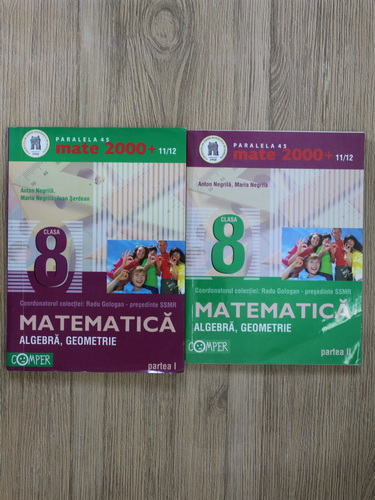 PARALELA 45
mate 2000+ 11/12
Anton Negrilă,
Maria Negrilă, Ioan Șerdean
CLASA
8
Coordonatorul colecției: Radu Gologan - președinte SSMR
MATEMATICĂ
ALGEBRĂ, GEOMETRIE
partea I
COMPER
PARALELA 45
mate 2000+ 11/12
Anton Negrilă, Maria Negrilă
CLASA
8
Coordonatorul colecției: Radu Gologan - președinte SSMR
MATEMATICĂ
ALGEBRĂ, GEOMETRIE
partea II
COMPER